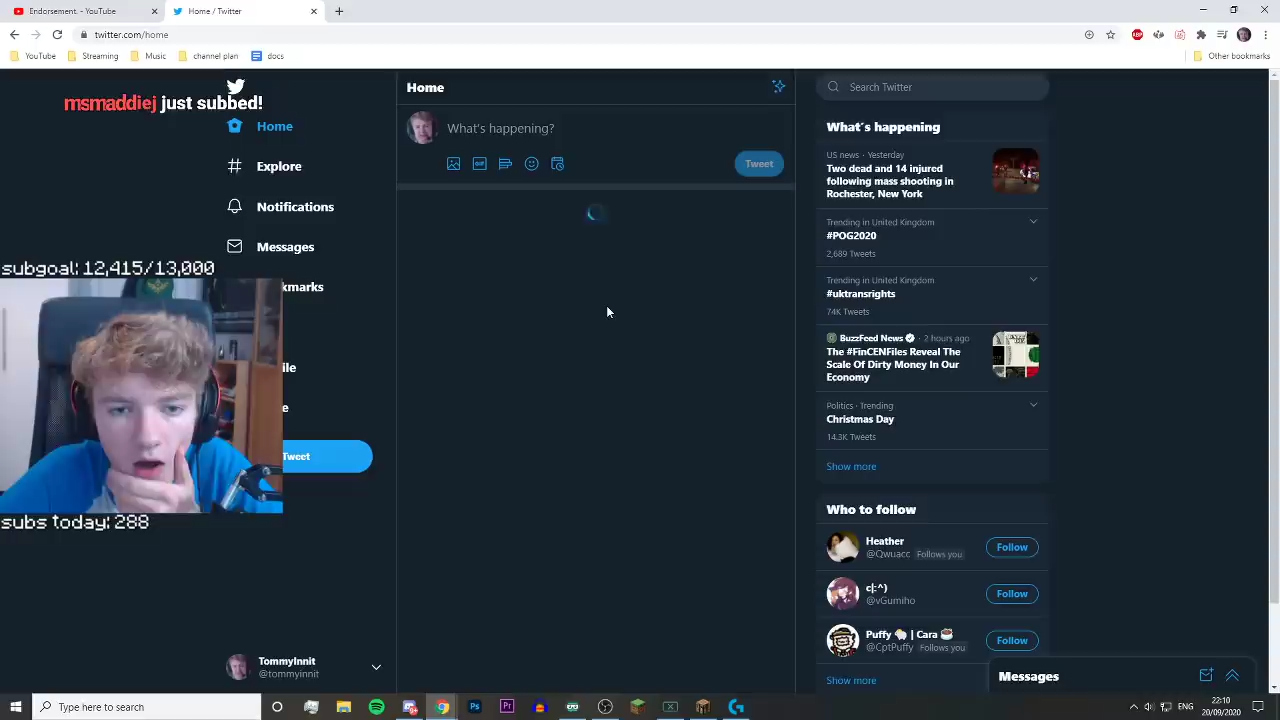 Endorsement. - YouTube
Home / Twitter
twitter.com/home
ABP
YouTube
Streaming
Music
channel plan
docs
Other bookmarks
msmaddiej just subbed!
Home
Explore
Notifications
Messages
kmarks
ile
e
Tweet
subgoal: 12,415/13,000
subs today: 288
TommyInnit
@tommyinnit
Home
What's happening?
GIF
Tweet
Search Twitter
What's happening
US news · Yesterday
Two dead and 14 injured
following mass shooting in
Rochester, New York
Trending in United Kingdom
#POG2020
2,689 Tweets
Trending in United Kingdom
#uktransrights
74K Tweets
BuzzFeed News · 2 hours ago
The #FinCENFiles Reveal The
Scale Of Dirty Money In Our
Economy
Politics · Trending
Christmas Day
14.3K Tweets
Show more
Who to follow
Heather
@Qwuacc Follows you
Follow
c|:^)
@vGumiho
Follow
Puffy | Cara
@CptPuffy Follows you
Follow
Show more
Messages
Type here to search
Ps
Pr
22:10
20/09/2020